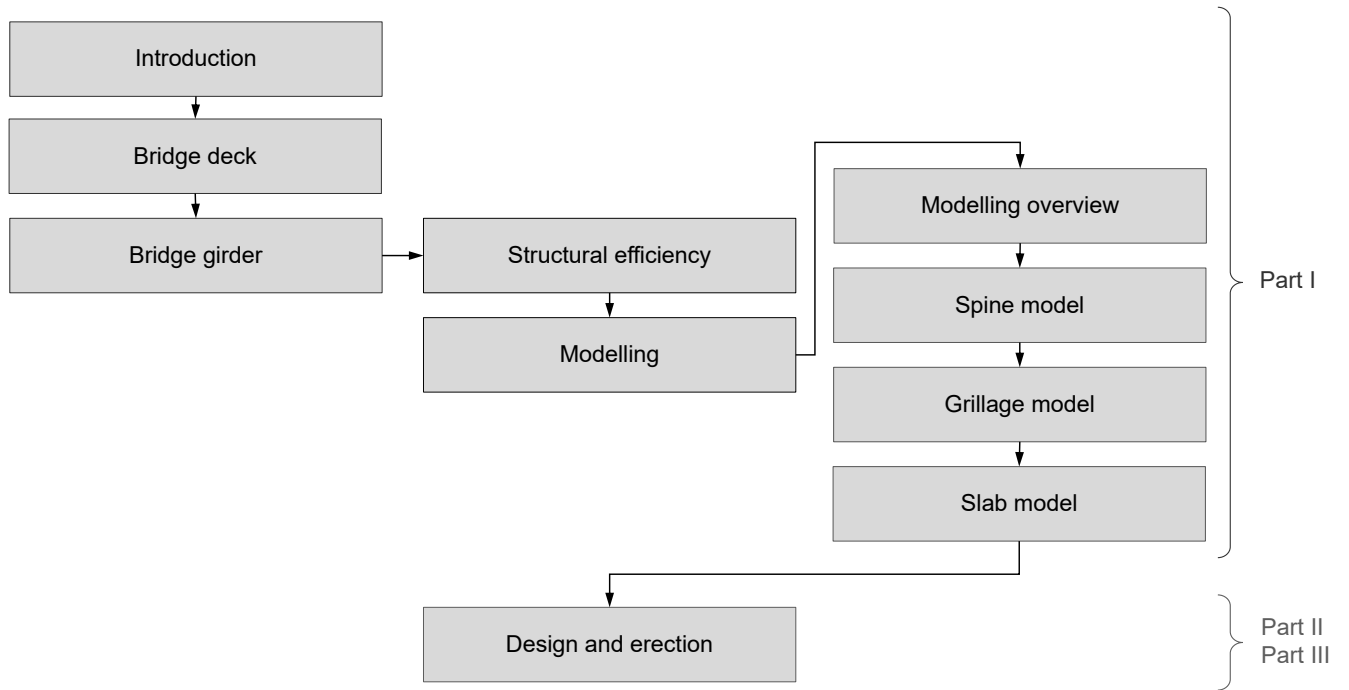 Introduction
Bridge deck
Bridge girder
Structural efficiency
Modelling
Modelling overview
Spine model
Grillage model
Slab model
Part I
Design and erection
Part II
Part III